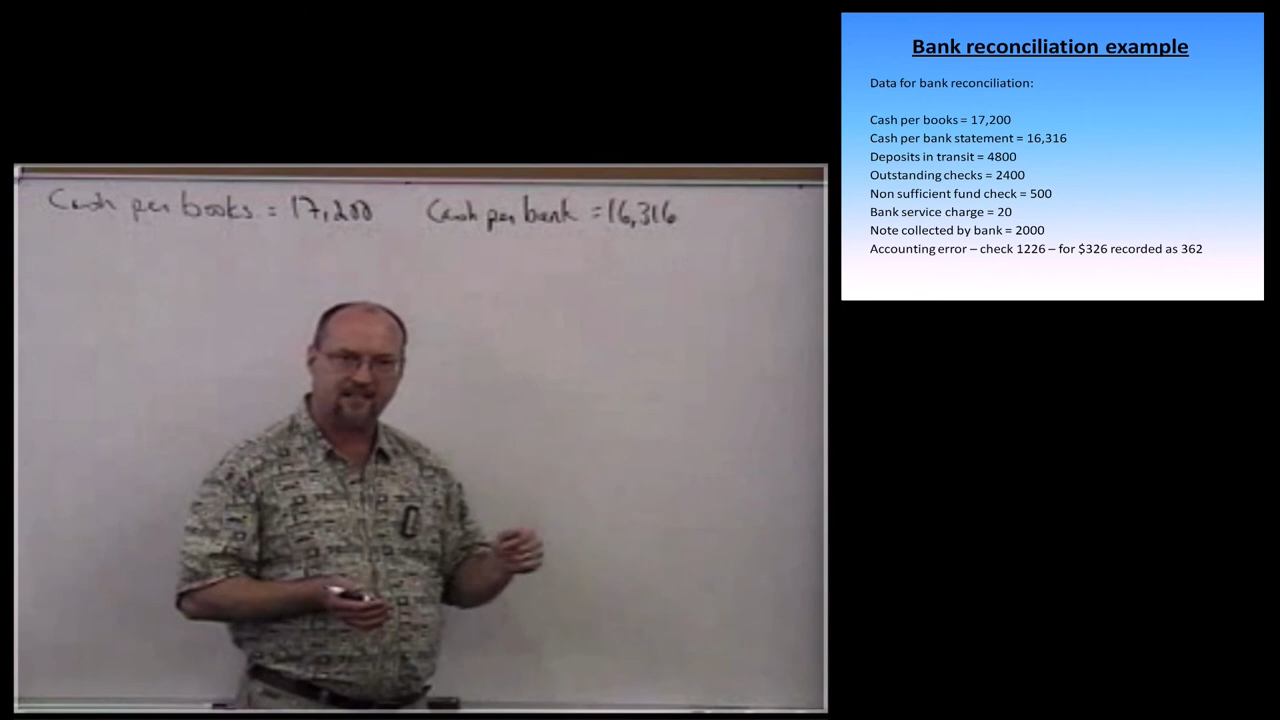 Cash per books = 17,200 Cash per bank = 16,316
Bank reconciliation example
Data for bank reconciliation:
Cash per books = 17,200
Cash per bank statement = 16,316
Deposits in transit = 4800
Outstanding checks = 2400
Non sufficient fund check = 500
Bank service charge = 20
Note collected by bank = 2000
Accounting error – check 1226 – for $326 recorded as 362